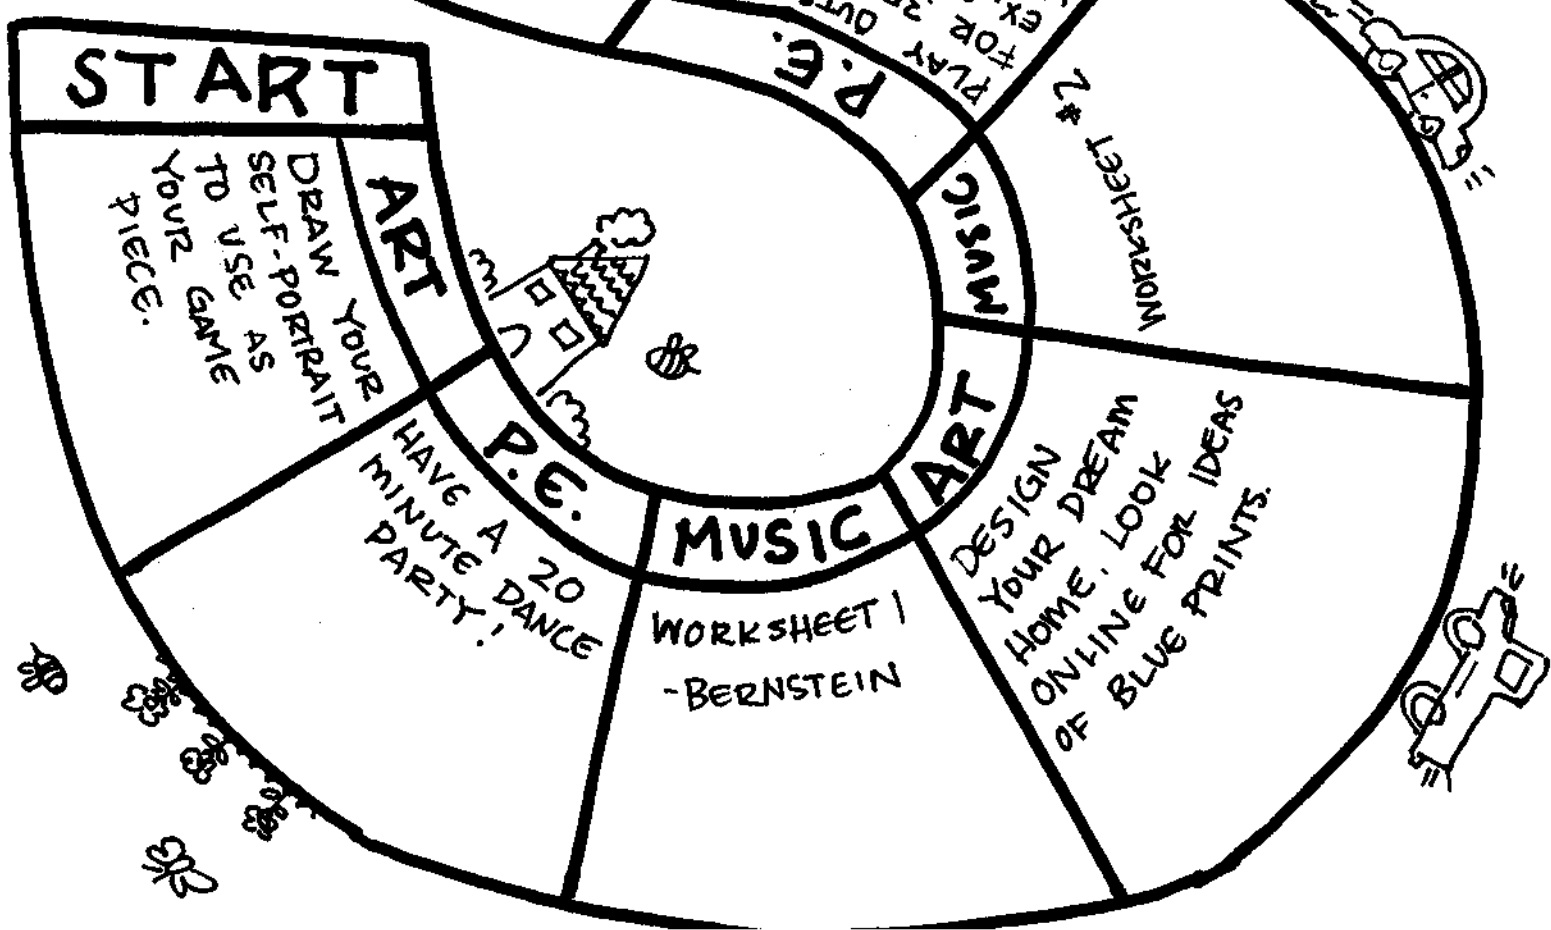 START
ART
DRAW YOUR
SELF-PORTRAIT
TO USE AS
YOUR GAME
PIECE.
P.E.
HAVE A 20
MINUTE DANCE
PARTY!
MUSIC
WORKSHEET 1
-BERNSTEIN
ART
DESIGN
YOUR DREAM
HOME. LOOK
ONLINE FOR IDEAS
OF BLUE PRINTS.
MUSIC
WORKSHEET #2
P.E.
PLAY
FOR